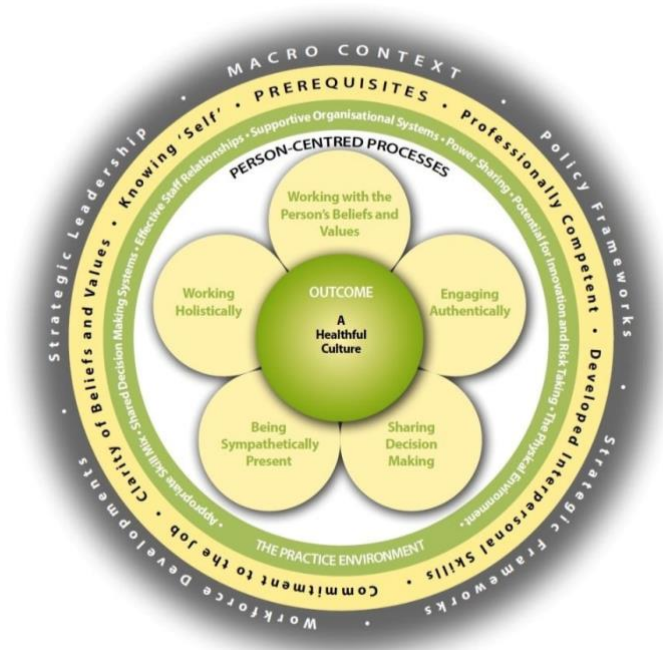 MACRO CONTEXT
• Policy Frameworks
• Strategic Frameworks
• Workforce Developments
• Strategic Leadership •
PREREQUISITES • Professionally Competent • Developed Interpersonal Skills • Commitment to the Job • Clarity of Beliefs and Values • Knowing 'Self' •
• Appropriate Skill Mix • Shared Decision Making Systems • Effective Staff Relationships • Supportive Organisational Systems • Power Sharing • Potential for Innovation and Risk Taking • The Physical Environment •
THE PRACTICE ENVIRONMENT
PERSON-CENTRED PROCESSES
Working with the
Person's Beliefs and
Values
Working
Holistically
Engaging
Authentically
OUTCOME
A
Healthful
Culture
Being
Sympathetically
Present
Sharing
Decision
Making